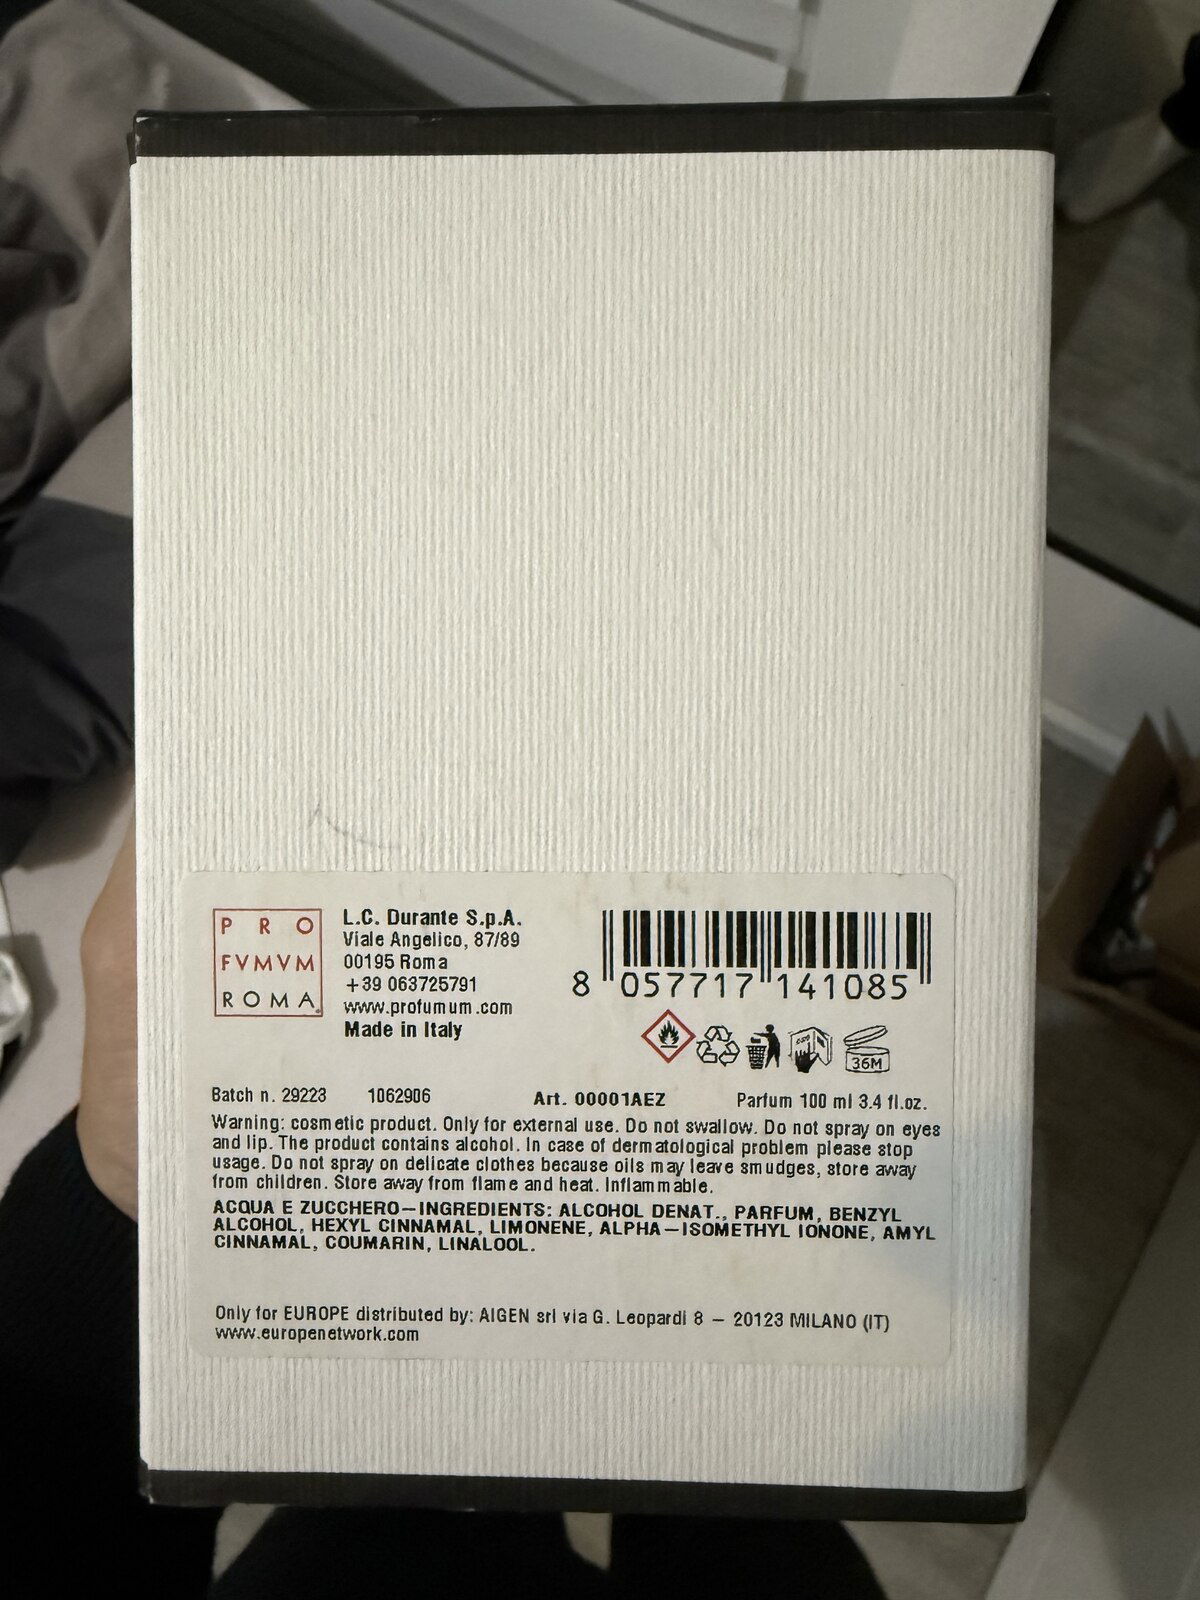 PRO
FVMVM
ROMA
L.C. Durante S.p.A.
Viale Angelico, 87/89
00195 Roma
+39 063725791
www.profumum.com
Made in Italy
8 057717 141085
36M
Batch n. 29223 1062906 Art. 00001AEZ Parfum 100 ml 3.4 fl.oz.
Warning: cosmetic product. Only for external use. Do not swallow. Do not spray on eyes
and lip. The product contains alcohol. In case of dermatological problem please stop
usage. Do not spray on delicate clothes because oils may leave smudges, store away
from children. Store away from flame and heat. Inflammable.
ACQUA E ZUCCHERO—INGREDIENTS: ALCOHOL DENAT., PARFUM, BENZYL
ALCOHOL, HEXYL CINNAMAL, LIMONENE, ALPHA—ISOMETHYL IONONE, AMYL
CINNAMAL, COUMARIN, LINALOOL.
Only for EUROPE distributed by: AIGEN srl via G. Leopardi 8 – 20123 MILANO (IT)
www.europenetwork.com